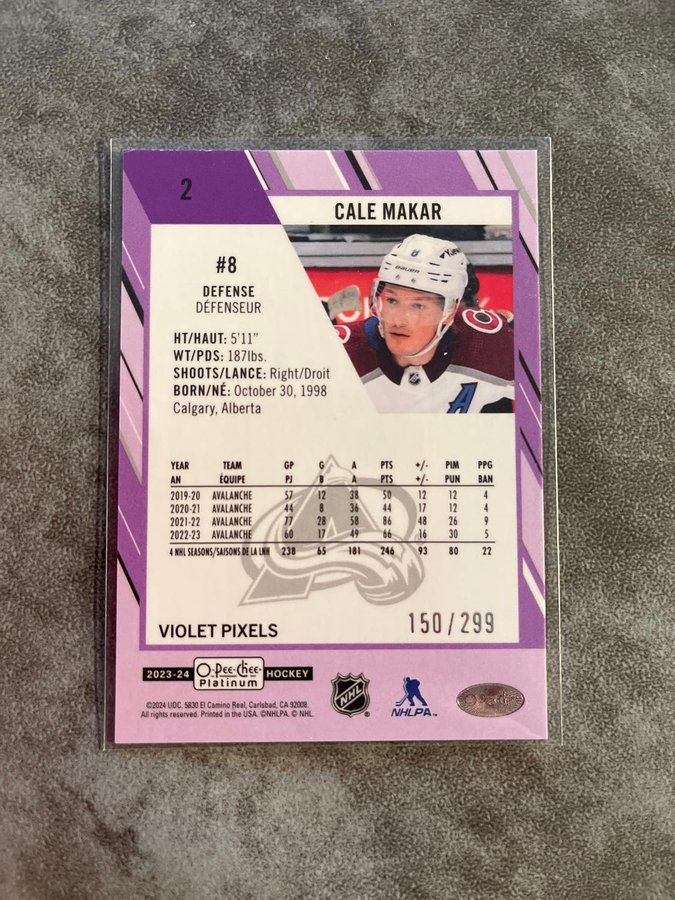 2
CALE MAKAR
#8
DEFENSE
DÉFENSEUR
HT/HAUT: 5'11"
WT/PDS: 187lbs.
SHOOTS/LANCE: Right/Droit
BORN/NÉ: October 30, 1998
Calgary, Alberta
BAUER
A
YEAR TEAM GP G A PTS +/- PIM PPG
AN ÉQUIPE PJ B A PTS +/- PUN BAN
2019-20 AVALANCHE 57 12 38 50 12 12 4
2020-21 AVALANCHE 44 8 36 44 17 12 4
2021-22 AVALANCHE 77 28 58 86 48 26 9
2022-23 AVALANCHE 60 17 49 66 16 30 5
4 NHL SEASONS/SAISONS DE LA LNH 238 65 181 246 93 80 22
VIOLET PIXELS
150/299
2023-24 O-Pee-Chee Platinum HOCKEY
NHL
NHLPA™
©2024 UDC. 5830 El Camino Real, Carlsbad, CA 92008.
All rights reserved. Printed in the USA. ©NHLPA. © NHL.